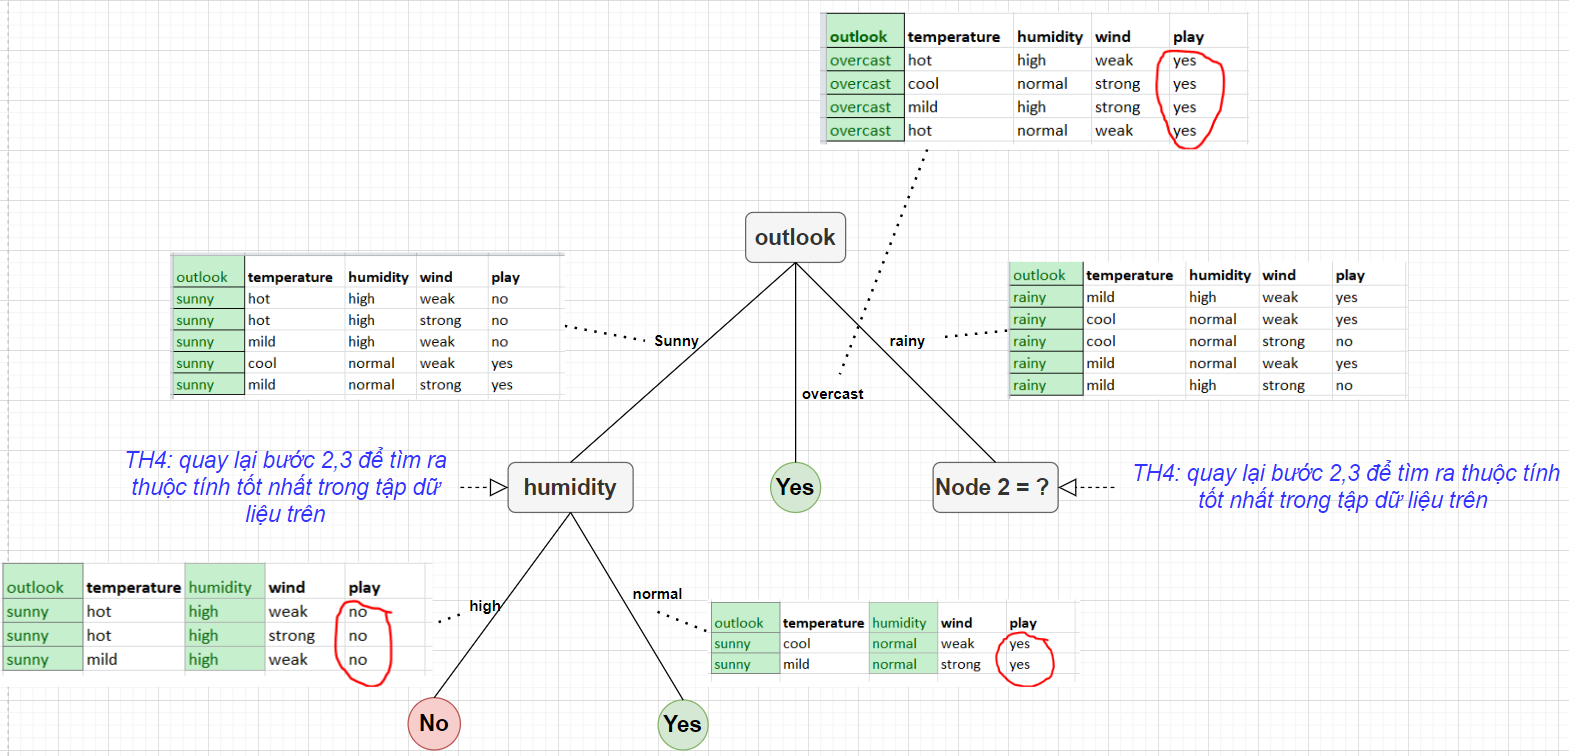 outlook temperature humidity wind play
overcast hot high weak yes
overcast cool normal strong yes
overcast mild high strong yes
overcast hot normal weak yes
outlook
outlook temperature humidity wind play
sunny hot high weak no
sunny hot high strong no
sunny mild high weak no
sunny cool normal weak yes
sunny mild normal strong yes
Sunny
overcast
rainy
outlook temperature humidity wind play
rainy mild high weak yes
rainy cool normal weak yes
rainy cool normal strong no
rainy mild normal weak yes
rainy mild high strong no
TH4: quay lại bước 2,3 để tìm ra
thuộc tính tốt nhất trong tập dữ
liệu trên
humidity
Yes
Node 2 = ?
TH4: quay lại bước 2,3 để tìm ra thuộc tính
tốt nhất trong tập dữ liệu trên
outlook temperature humidity wind play
sunny hot high weak no
sunny hot high strong no
sunny mild high weak no
high
normal
outlook temperature humidity wind play
sunny cool normal weak yes
sunny mild normal strong yes
No
Yes